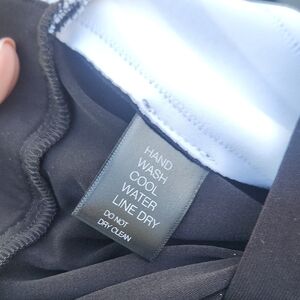 HAND
WASH
COOL
WATER
LINE DRY
DO NOT
DRY CLEAN